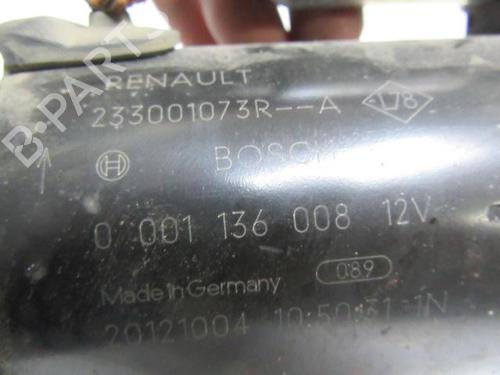 RENAULT
233001073R--A
BOSCH
0 001 136 008 12V
089
Made in Germany
20121004 10:50:31 1N
B-PARTS